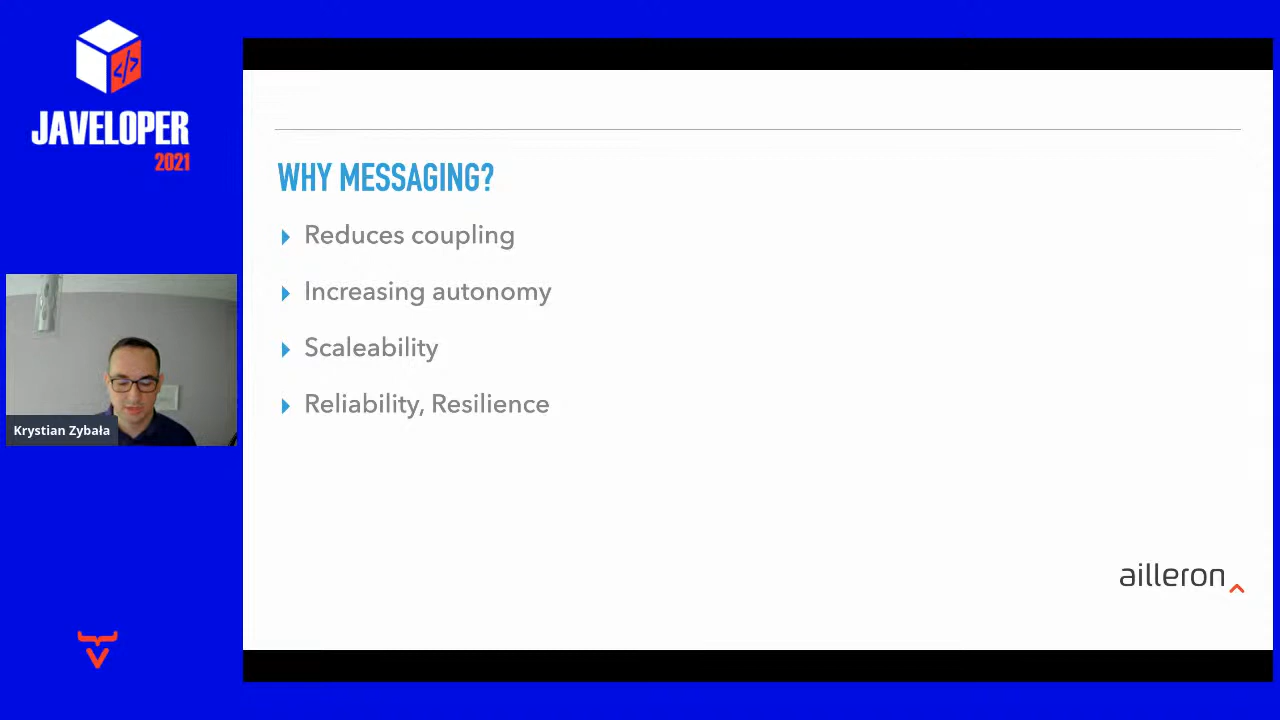 </>
JAVELOPER
2021
WHY MESSAGING?
Reduces coupling
Increasing autonomy
Scaleability
Reliability, Resilience
Krystian Zybała
ailleron